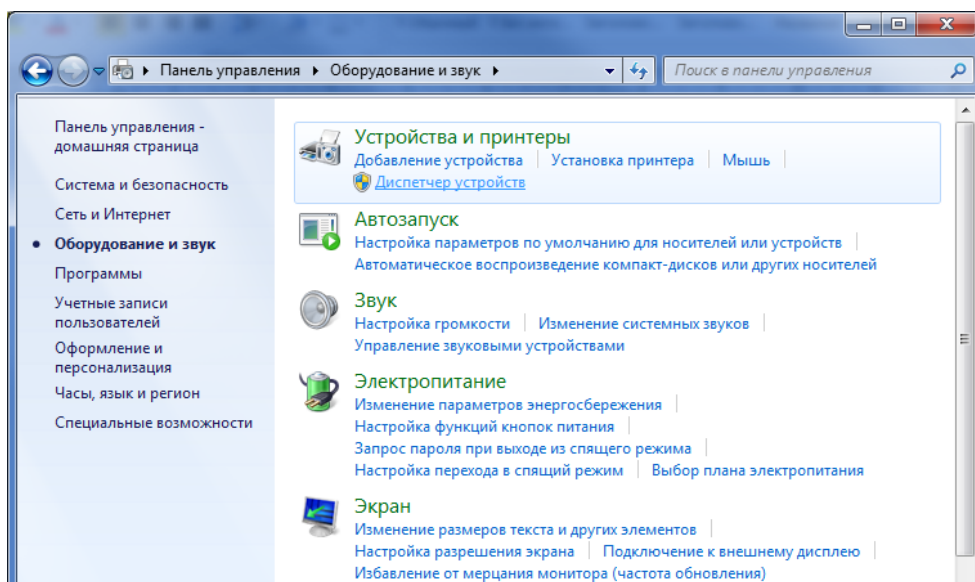 Панель управления ▸ Оборудование и звук ▸
Поиск в панели управления
Панель управления -
домашняя страница
Система и безопасность
Сеть и Интернет
Оборудование и звук
Программы
Учетные записи
пользователей
Оформление и
персонализация
Часы, язык и регион
Специальные возможности
Устройства и принтеры
Добавление устройства | Установка принтера | Мышь |
Диспетчер устройств
Автозапуск
Настройка параметров по умолчанию для носителей или устройств |
Автоматическое воспроизведение компакт-дисков или других носителей
Звук
Настройка громкости | Изменение системных звуков |
Управление звуковыми устройствами
Электропитание
Изменение параметров энергосбережения |
Настройка функций кнопок питания |
Запрос пароля при выходе из спящего режима |
Настройка перехода в спящий режим | Выбор плана электропитания
Экран
Изменение размеров текста и других элементов |
Настройка разрешения экрана | Подключение к внешнему дисплею |
Избавление от мерцания монитора (частота обновления)